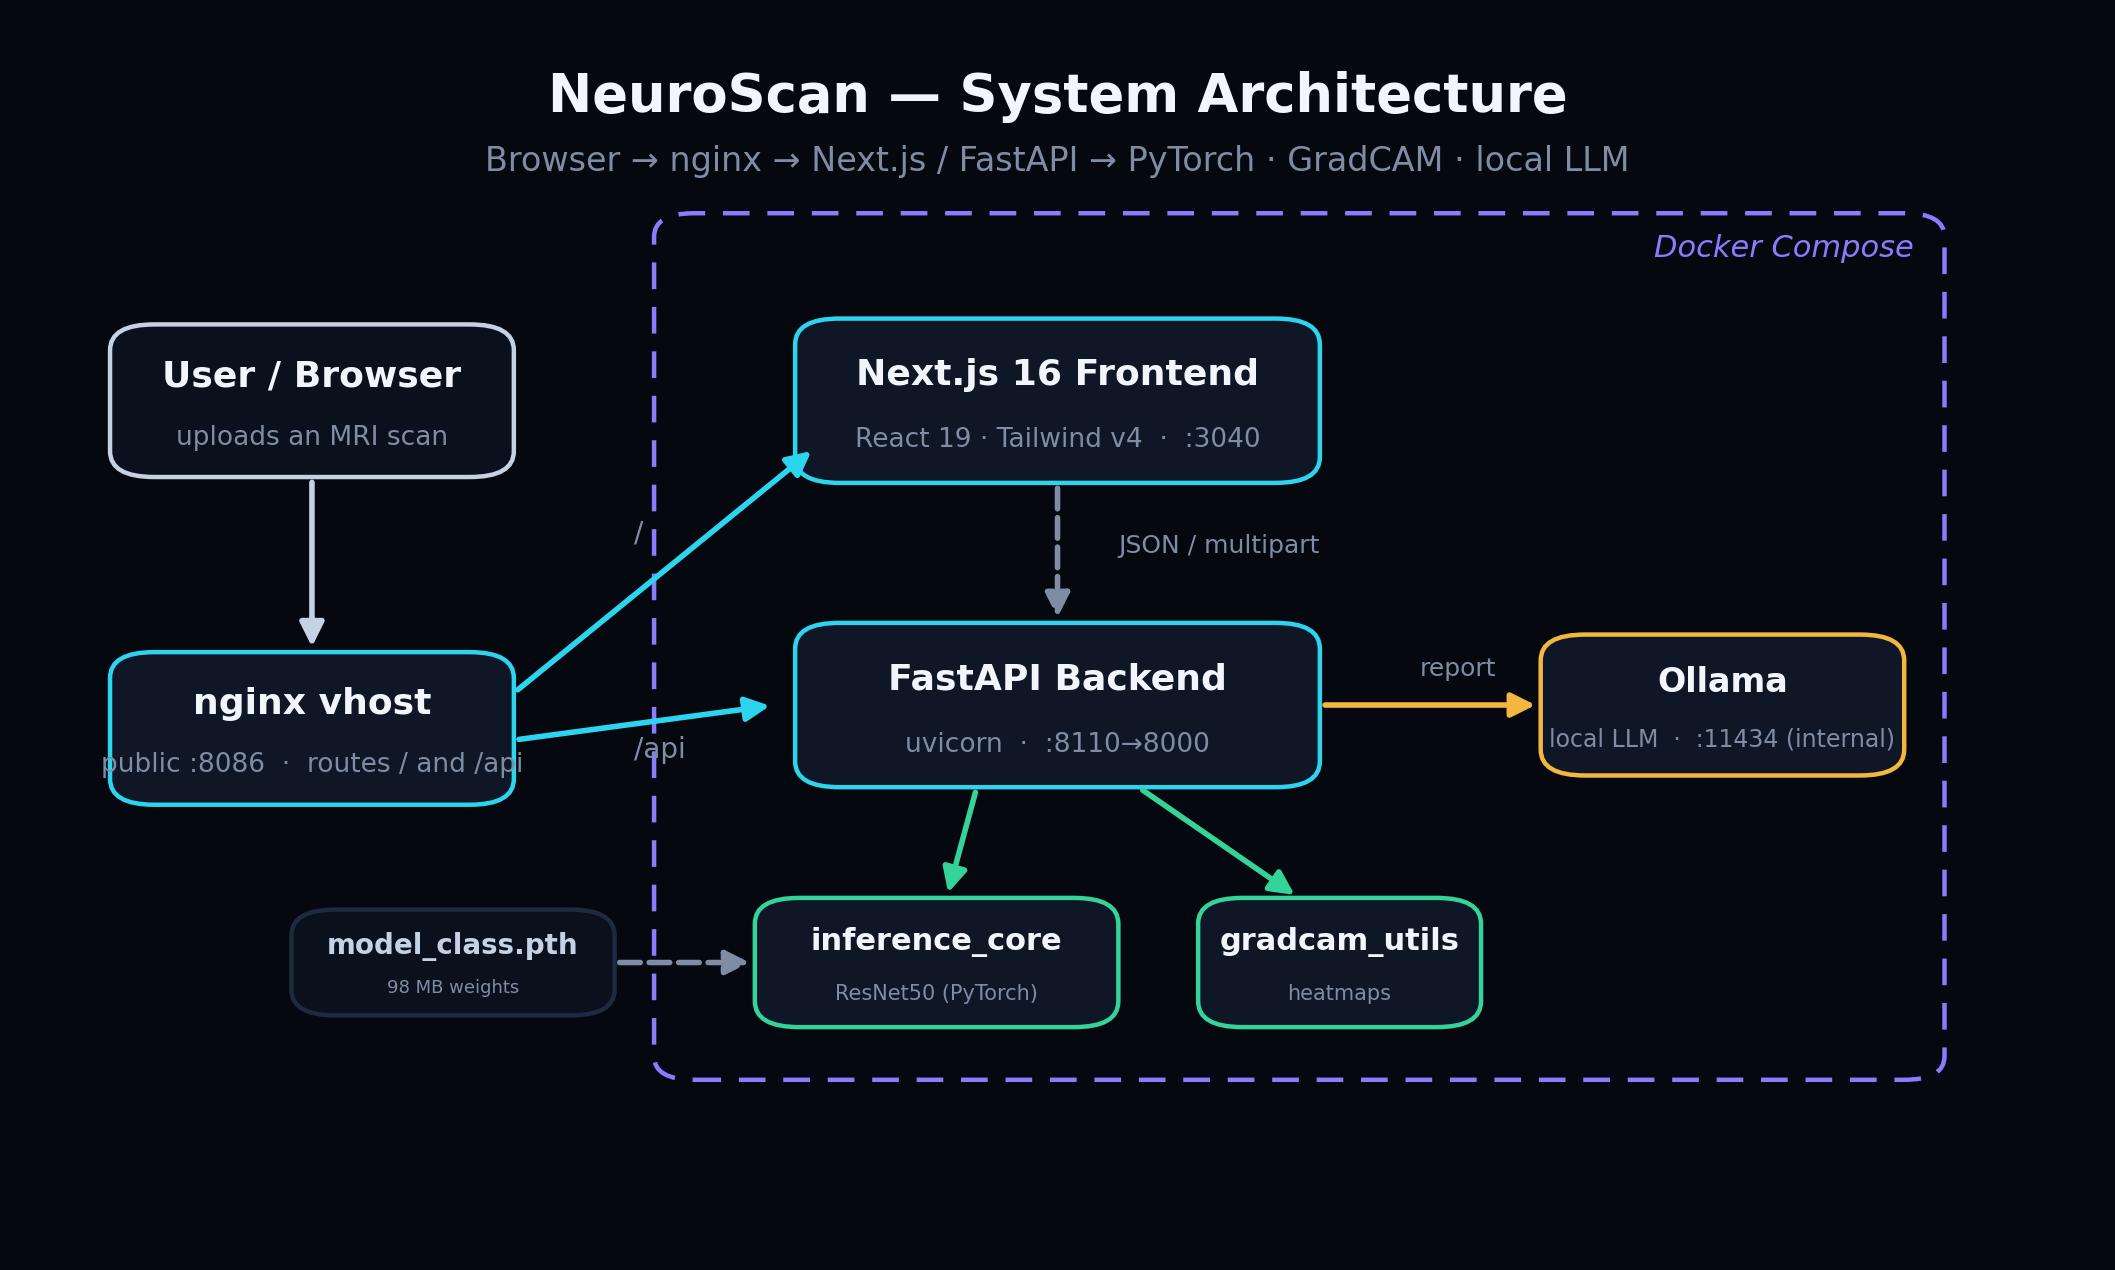 NeuroScan — System Architecture
Browser → nginx → Next.js / FastAPI → PyTorch · GradCAM · local LLM
Docker Compose
User / Browser
uploads an MRI scan
Next.js 16 Frontend
React 19 · Tailwind v4 · :3040
/
JSON / multipart
nginx vhost
public :8086 · routes / and /api
/api
FastAPI Backend
uvicorn · :8110→8000
report
Ollama
local LLM · :11434 (internal)
model_class.pth
98 MB weights
inference_core
ResNet50 (PyTorch)
gradcam_utils
heatmaps